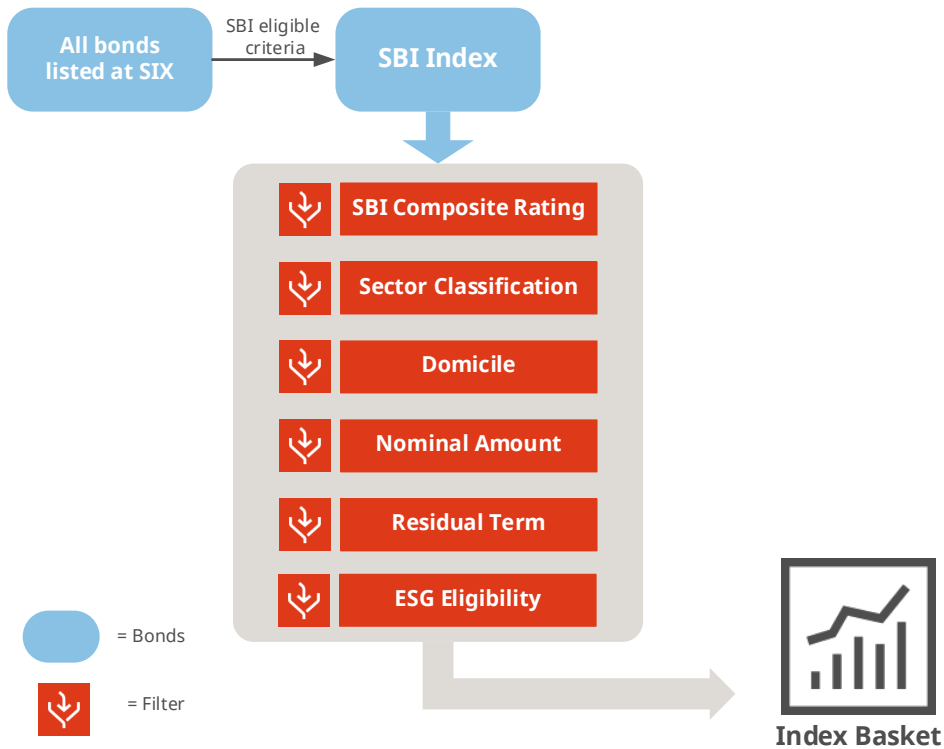 All bonds
listed at SIX
SBI eligible
criteria
SBI Index
SBI Composite Rating
Sector Classification
Domicile
Nominal Amount
Residual Term
ESG Eligibility
= Bonds
= Filter
Index Basket